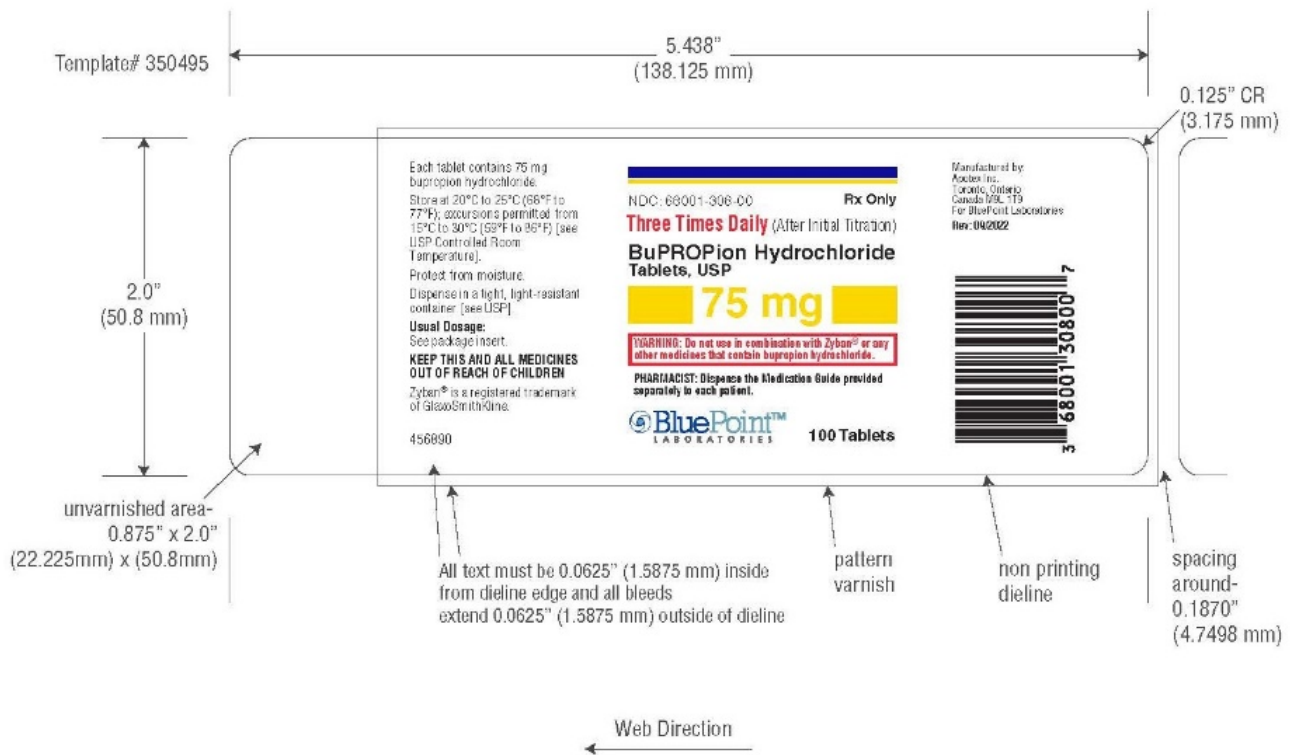 Template# 350495
5.438"
(138.125 mm)
0.125" CR
(3.175 mm)
2.0"
(50.8 mm)
Each tablet contains 75 mg
bupropion hydrochloride.
Store at 20°C to 25°C (68°F to
77°F); excursions permitted from
15°C to 30°C (59°F to 86°F) [see
USP Controlled Room
Temperature].
Protect from moisture.
Dispense in a tight, light-resistant
container [see USP].
Usual Dosage:
See package insert.
KEEP THIS AND ALL MEDICINES
OUT OF REACH OF CHILDREN
Zyban® is a registered trademark
of GlaxoSmithKline.
456890
NDC: 68001-308-00 Rx Only
Three Times Daily (After Initial Titration)
BuPROPion Hydrochloride
Tablets, USP
75 mg
WARNING: Do not use in combination with Zyban® or any
other medicines that contain bupropion hydrochloride.
PHARMACIST: Dispense the Medication Guide provided
separately to each patient.
BluePoint™
LABORATORIES
100 Tablets
Manufactured by:
Apotex Inc.
Toronto, Ontario
Canada M9L 1T9
For BluePoint Laboratories
Rev: 09/2022
3 68001 30800 7
unvarnished area-
0.875" x 2.0"
(22.225mm) x (50.8mm)
All text must be 0.0625" (1.5875 mm) inside
from dieline edge and all bleeds
extend 0.0625" (1.5875 mm) outside of dieline
pattern
varnish
non printing
dieline
spacing
around-
0.1870"
(4.7498 mm)
Web Direction